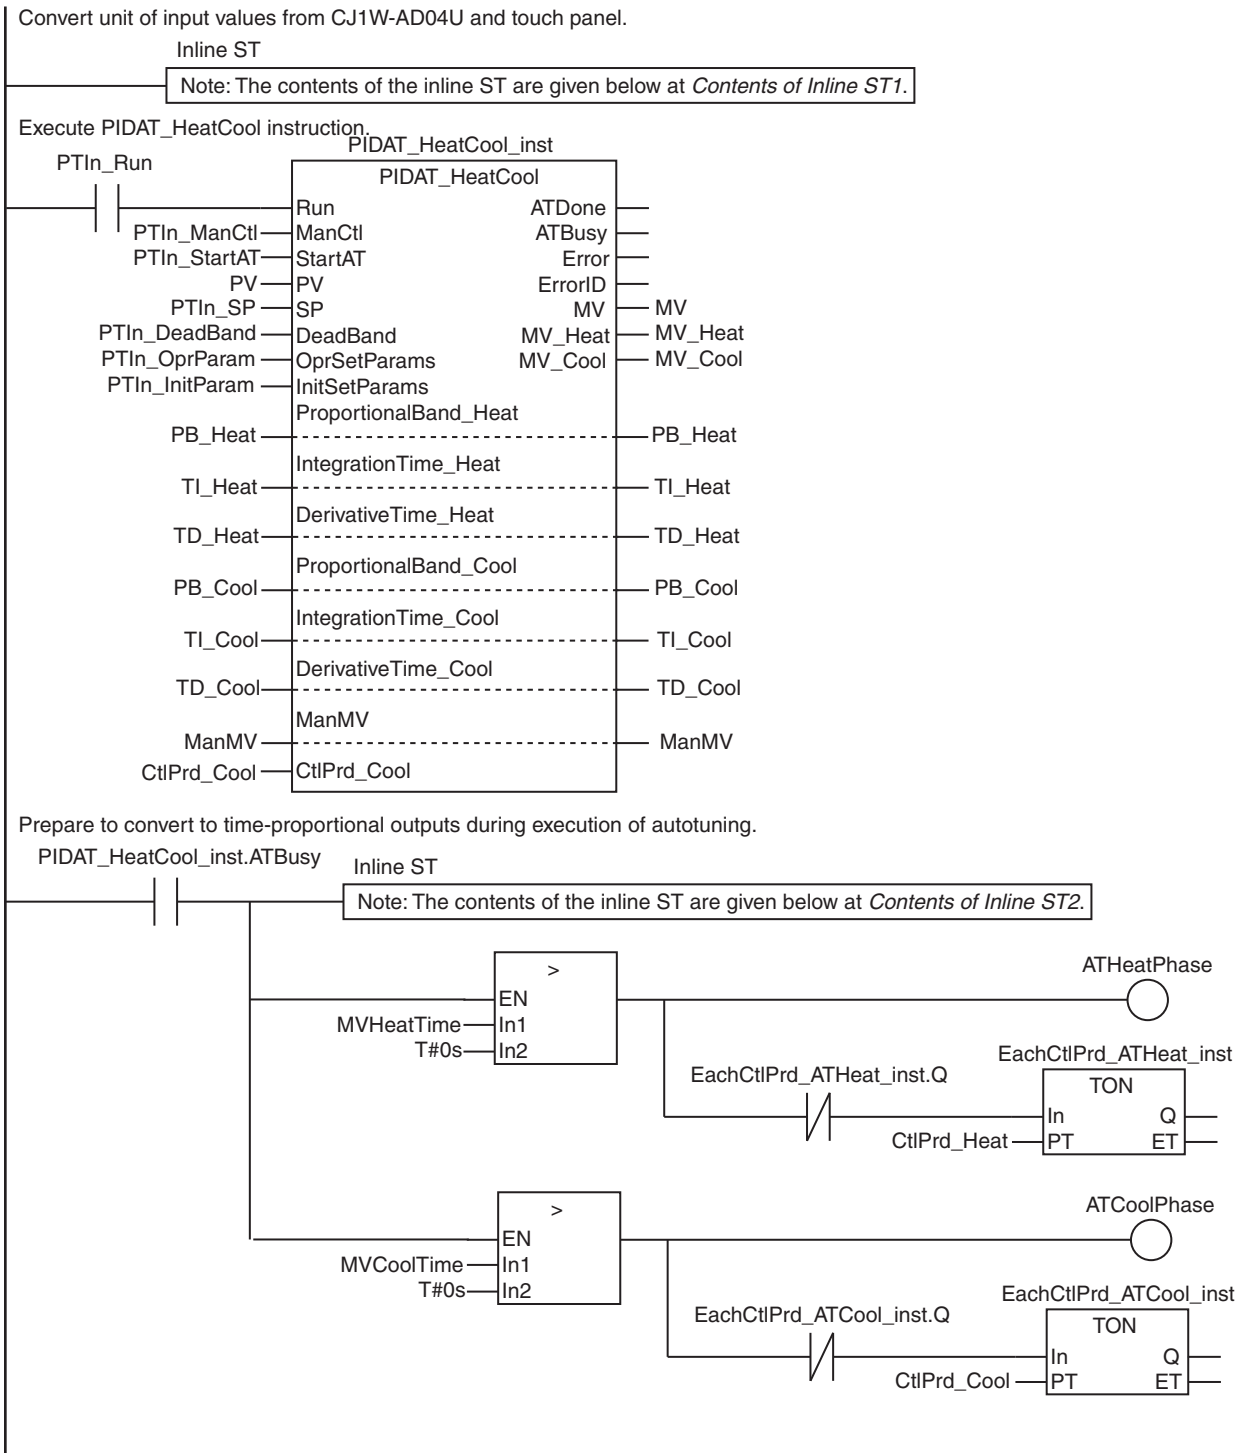 Convert unit of input values from CJ1W-AD04U and touch panel.
Inline ST
Note: The contents of the inline ST are given below at Contents of Inline ST1.
Execute PIDAT_HeatCool instruction.
PIDAT_HeatCool_inst
PTIn_Run
PIDAT_HeatCool
Run ATDone
PTIn_ManCtl ManCtl ATBusy
PTIn_StartAT StartAT Error
PV PV ErrorID
PTIn_SP SP MV MV
PTIn_DeadBand DeadBand MV_Heat MV_Heat
PTIn_OprParam OprSetParams MV_Cool MV_Cool
PTIn_InitParam InitSetParams
ProportionalBand_Heat
PB_Heat PB_Heat
IntegrationTime_Heat
TI_Heat TI_Heat
DerivativeTime_Heat
TD_Heat TD_Heat
ProportionalBand_Cool
PB_Cool PB_Cool
IntegrationTime_Cool
TI_Cool TI_Cool
DerivativeTime_Cool
TD_Cool TD_Cool
ManMV
ManMV ManMV
CtlPrd_Cool CtlPrd_Cool
Prepare to convert to time-proportional outputs during execution of autotuning.
PIDAT_HeatCool_inst.ATBusy
Inline ST
Note: The contents of the inline ST are given below at Contents of Inline ST2.
>
ATHeatPhase
EN
MVHeatTime In1
T#0s In2
EachCtlPrd_ATHeat_inst
EachCtlPrd_ATHeat_inst.Q
TON
In Q
CtlPrd_Heat PT ET
>
ATCoolPhase
EN
MVCoolTime In1
T#0s In2
EachCtlPrd_ATCool_inst
EachCtlPrd_ATCool_inst.Q
TON
In Q
CtlPrd_Cool PT ET